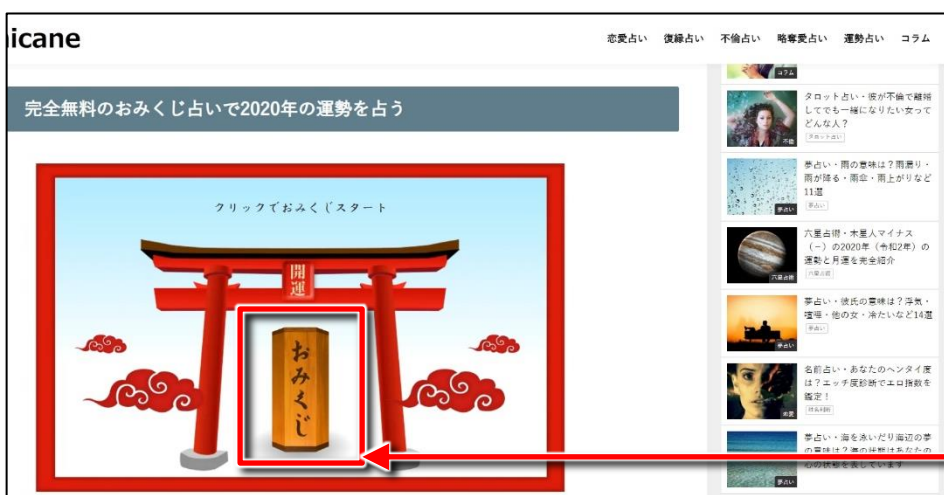 icane
恋愛占い 復縁占い 不倫占い 略奪愛占い 運勢占い コラム
完全無料のおみくじ占いで2020年の運勢を占う
クリックでおみくじスタート
開運
おみくじ
コラム
タロット占い・彼が不倫で離婚
してでも一緒になりたい女って
どんな人？
タロット占い
不倫
夢占い・雨の意味は？雨漏り・
雨が降る・雨傘・雨上がりなど
11選
夢占い
夢占い
六星占術・木星人マイナス
（－）の2020年（令和2年）の
運勢と月運を完全紹介
六星占術
六星占術
夢占い・彼氏の意味は？浮気・
喧嘩・他の女・冷たいなど14選
夢占い
夢占い
名前占い・あなたのヘンタイ度
は？エッチ度診断でエロ指数を
鑑定！
姓名判断
夢占い・海を泳いだり海辺の夢
の意味は？海の状態はあなたの
心の状態を表しています
夢占い
夢占い